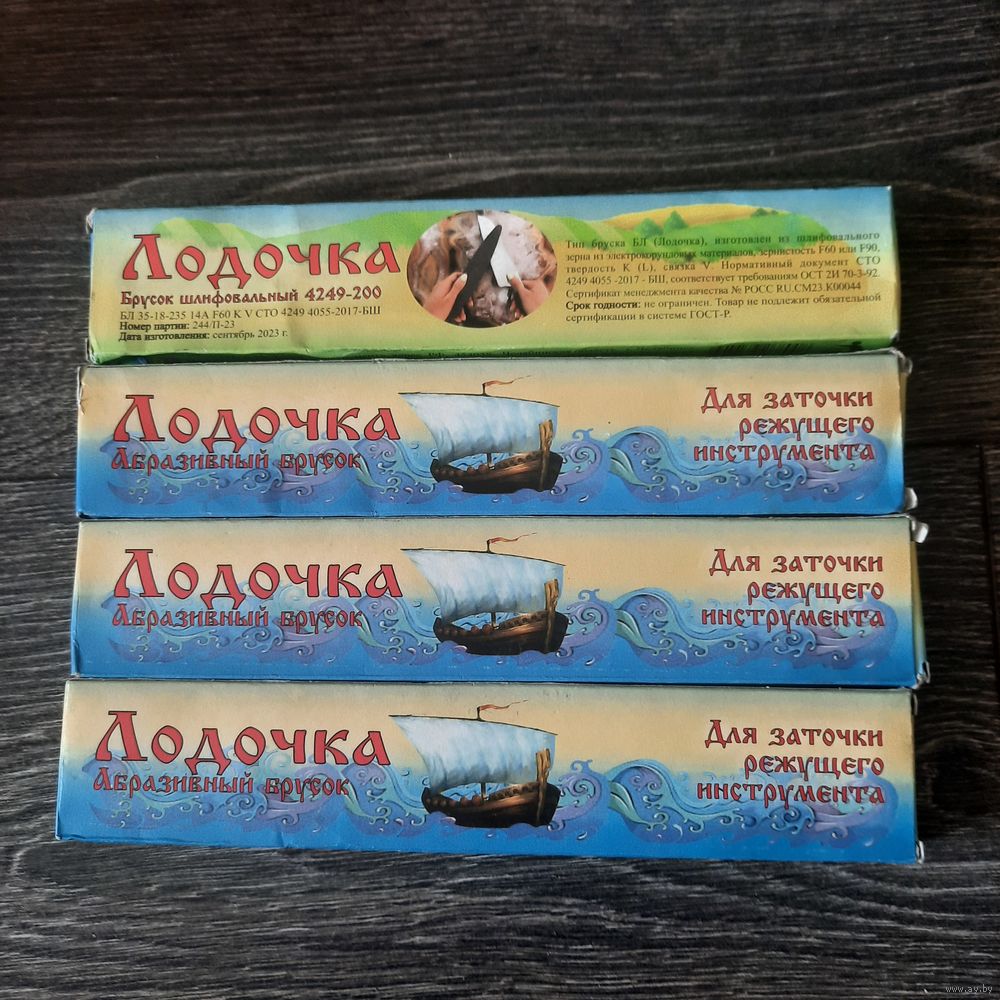 Лодочка
Брусок шлифовальный 4249-200
БЛ 35-18-235 14А F60 K V СТО 4249 4055-2017-БШ
Номер партии: 244/П-23
Дата изготовления: сентябрь 2023 г.
Тип бруска БЛ (Лодочка), изготовлен из шлифовального
зерна из электрокорундовых материалов, зернистость F60 или F90,
твердость K (L), связка V. Нормативный документ СТО
4249 4055 -2017 - БШ, соответствует требованиям ОСТ 2И 70-3-92.
Сертификат менеджмента качества № РОСС RU.СМ23.К00044
Срок годности: не ограничен. Товар не подлежит обязательной
сертификации в системе ГОСТ-Р.
Лодочка
Абразивный брусок
Для заточки
режущего
инструмента
Лодочка
Абразивный брусок
Для заточки
режущего
инструмента
Лодочка
Абразивный брусок
Для заточки
режущего
инструмента
www.ay.by